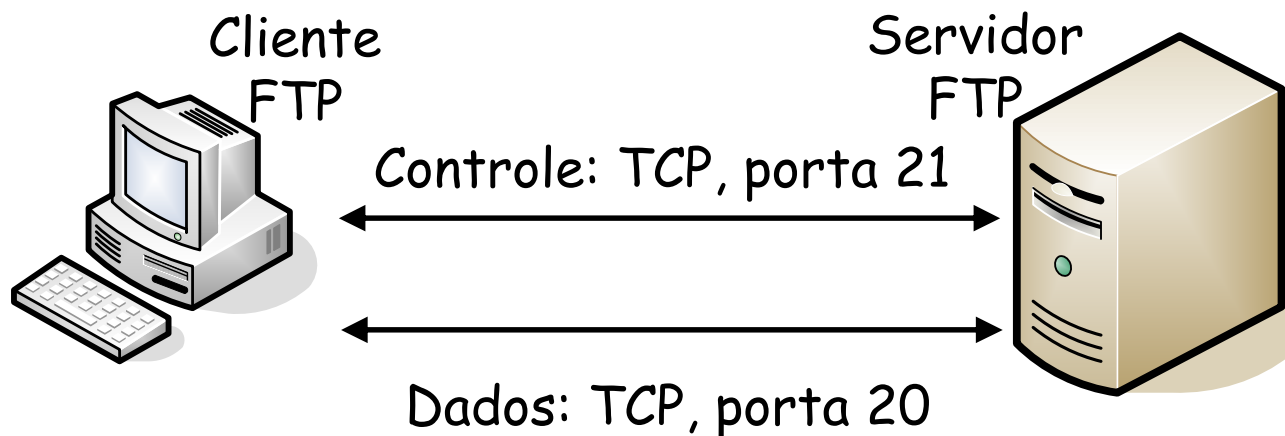 Cliente
FTP
Servidor
FTP
Controle: TCP, porta 21
Dados: TCP, porta 20